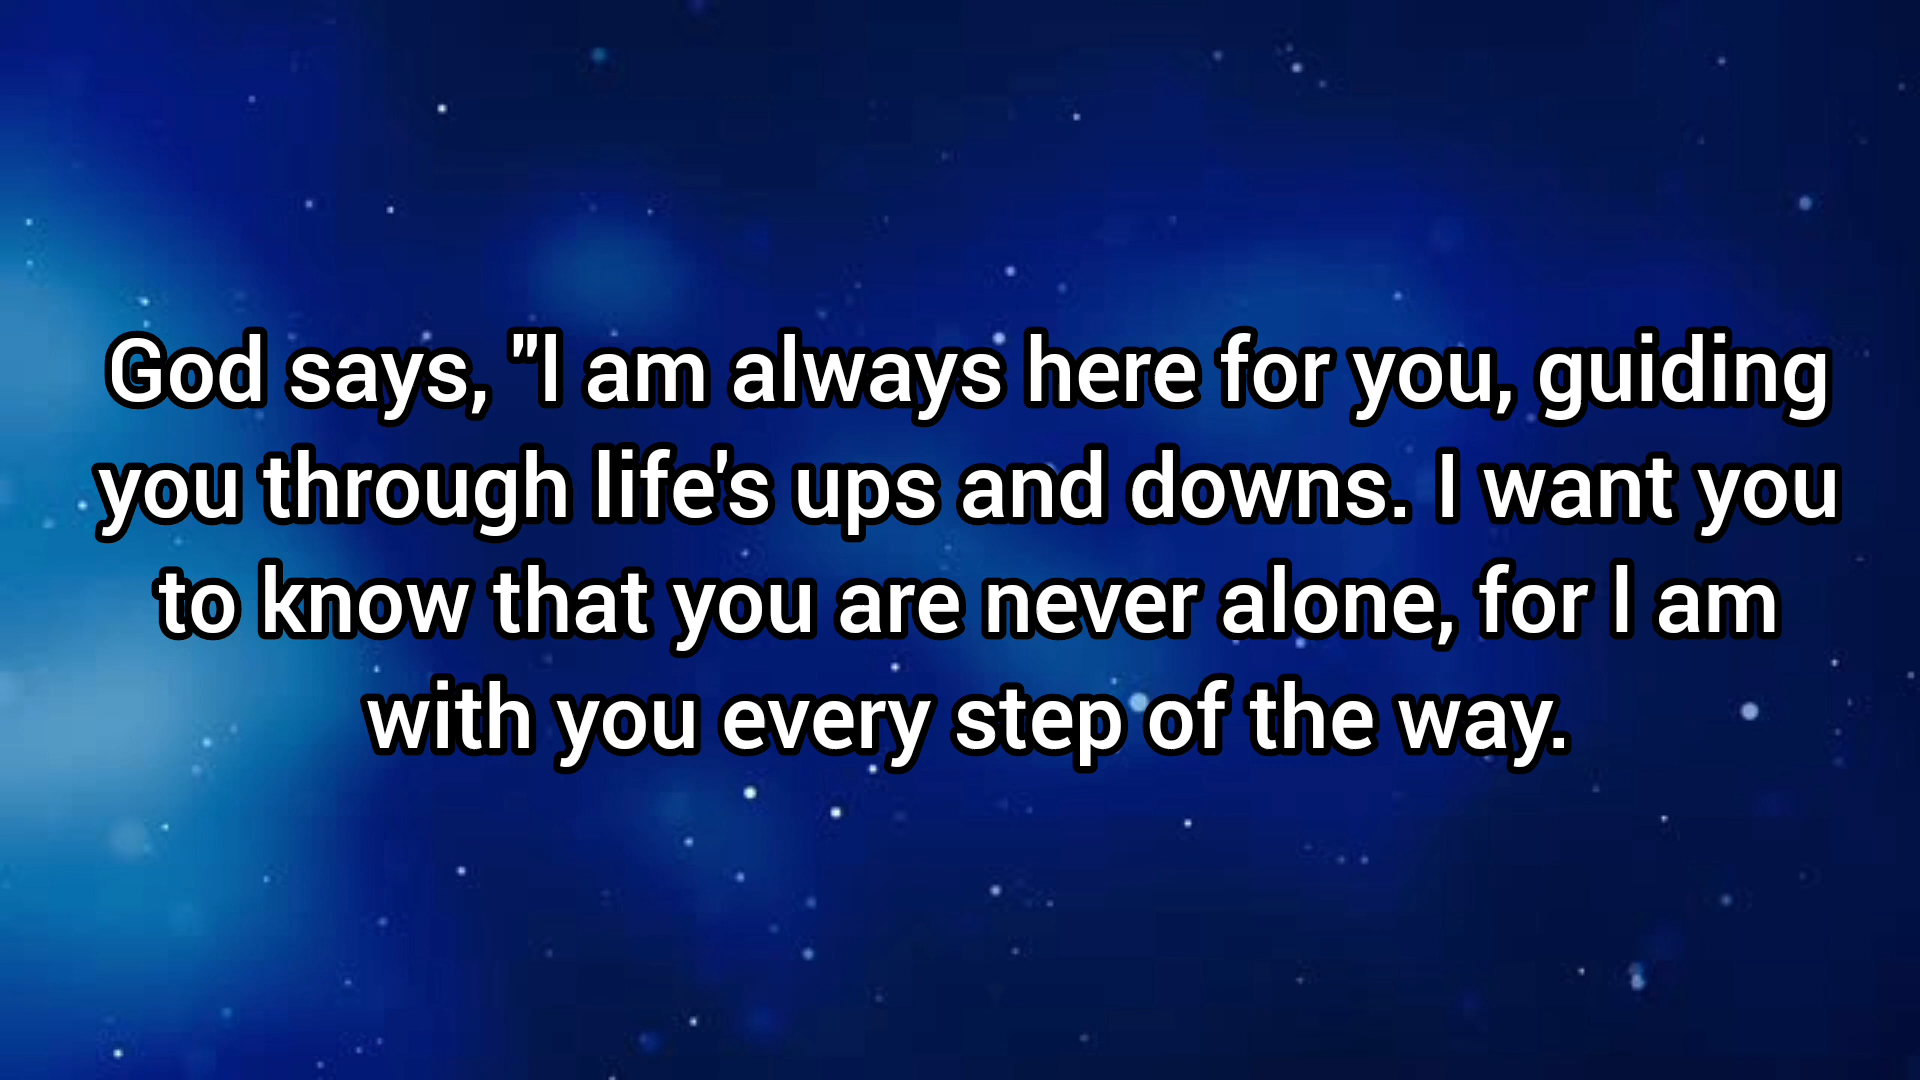 God says, "I am always here for you, guiding
you through life's ups and downs. I want you
to know that you are never alone, for I am
with you every step of the way.